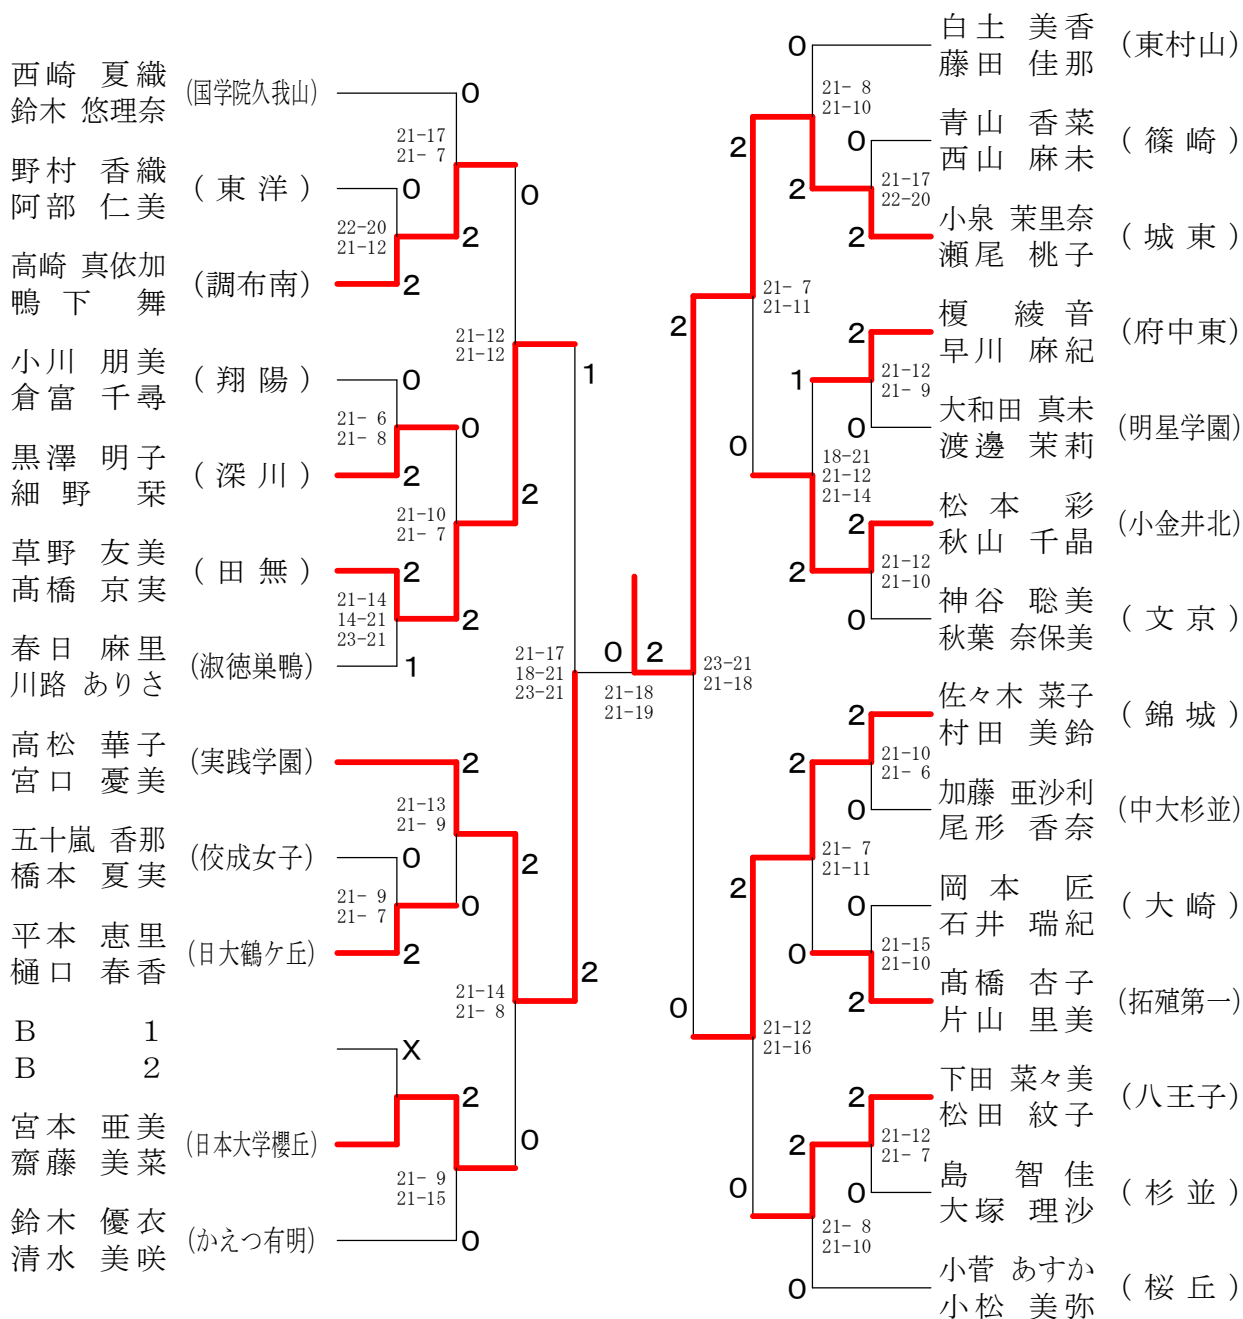 西崎 夏織
鈴木 悠理奈
(国学院久我山)
0
21-17
21- 7
野村 香織
阿部 仁美
(東洋)
0
0
22-20
21-12
2
高崎 真依加
鴨下 舞
(調布南)
2
21-12
21-12
1
小川 朋美
倉富 千尋
(翔陽)
0
21- 6
21- 8
0
黒澤 明子
細野 栞
(深川)
2
2
21-10
21- 7
草野 友美
髙橋 京実
(田無)
2
21-14
14-21
23-21
2
春日 麻里
川路 ありさ
(淑徳巣鴨)
1
21-17
18-21
23-21
0
2
21-18
21-19
高松 華子
宮口 憂美
(実践学園)
2
21-13
21- 9
五十嵐 香那
橋本 夏実
(佼成女子)
0
2
21- 9
21- 7
0
平本 恵里
樋口 春香
(日大鶴ケ丘)
2
2
21-14
21- 8
B 1
B 2
X
2
宮本 亜美
齋藤 美菜
(日本大学櫻丘)
0
21- 9
21-15
鈴木 優衣
清水 美咲
(かえつ有明)
0
白土 美香
藤田 佳那
(東村山)
0
21- 8
21-10
青山 香菜
西山 麻未
(篠崎)
0
2
2
21-17
22-20
小泉 茉里奈
瀬尾 桃子
(城東)
2
21- 7
21-11
2
榎 綾音
早川 麻紀
(府中東)
2
1
21-12
21- 9
大和田 真未
渡邊 茉莉
(明星学園)
0
0
18-21
21-12
21-14
松本 彩
秋山 千晶
(小金井北)
2
2
21-12
21-10
神谷 聡美
秋葉 奈保美
(文京)
0
23-21
21-18
佐々木 菜子
村田 美鈴
(錦城)
2
2
21-10
21- 6
加藤 亜沙利
尾形 香奈
(中大杉並)
0
21- 7
21-11
2
岡本 匠
石井 瑞紀
(大崎)
0
0
21-15
21-10
髙橋 杏子
片山 里美
(拓殖第一)
2
0
21-12
21-16
下田 菜々美
松田 紋子
(八王子)
2
2
21-12
21- 7
島 智佳
大塚 理沙
(杉並)
0
0
21- 8
21-10
小菅 あすか
小松 美弥
(桜丘)
0